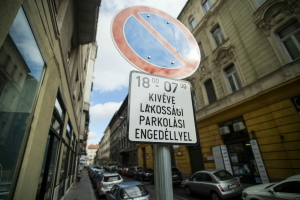 18⁰⁰ 07⁰⁰
KIVÉVE
LAKOSSÁGI
PARKOLÁSI
ENGEDÉLLYEL